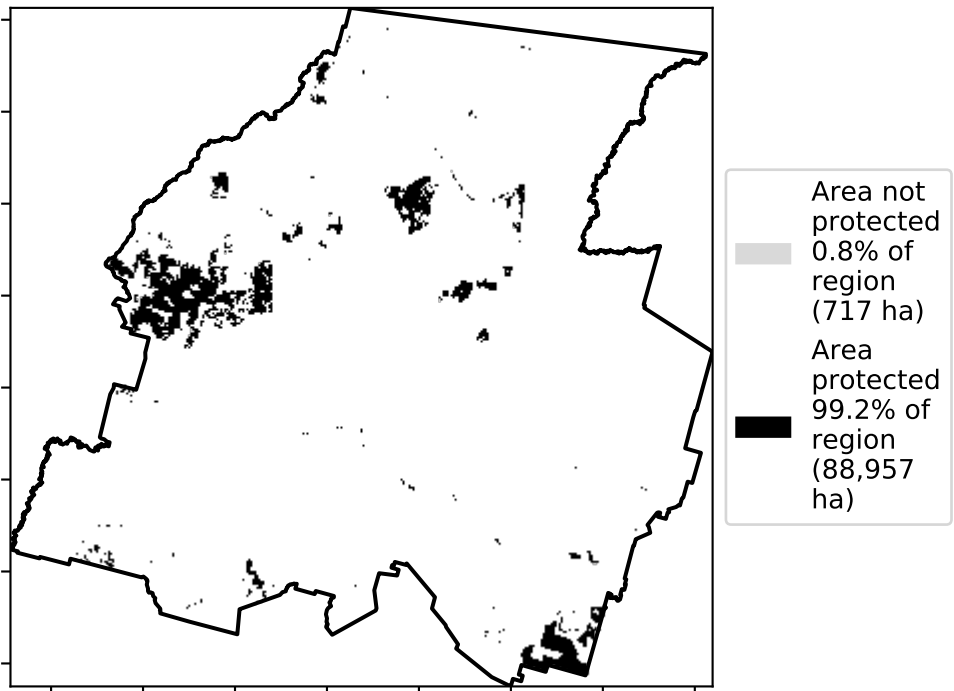 Area not
protected
0.8% of
region
(717 ha)
Area
protected
99.2% of
region
(88,957
ha)